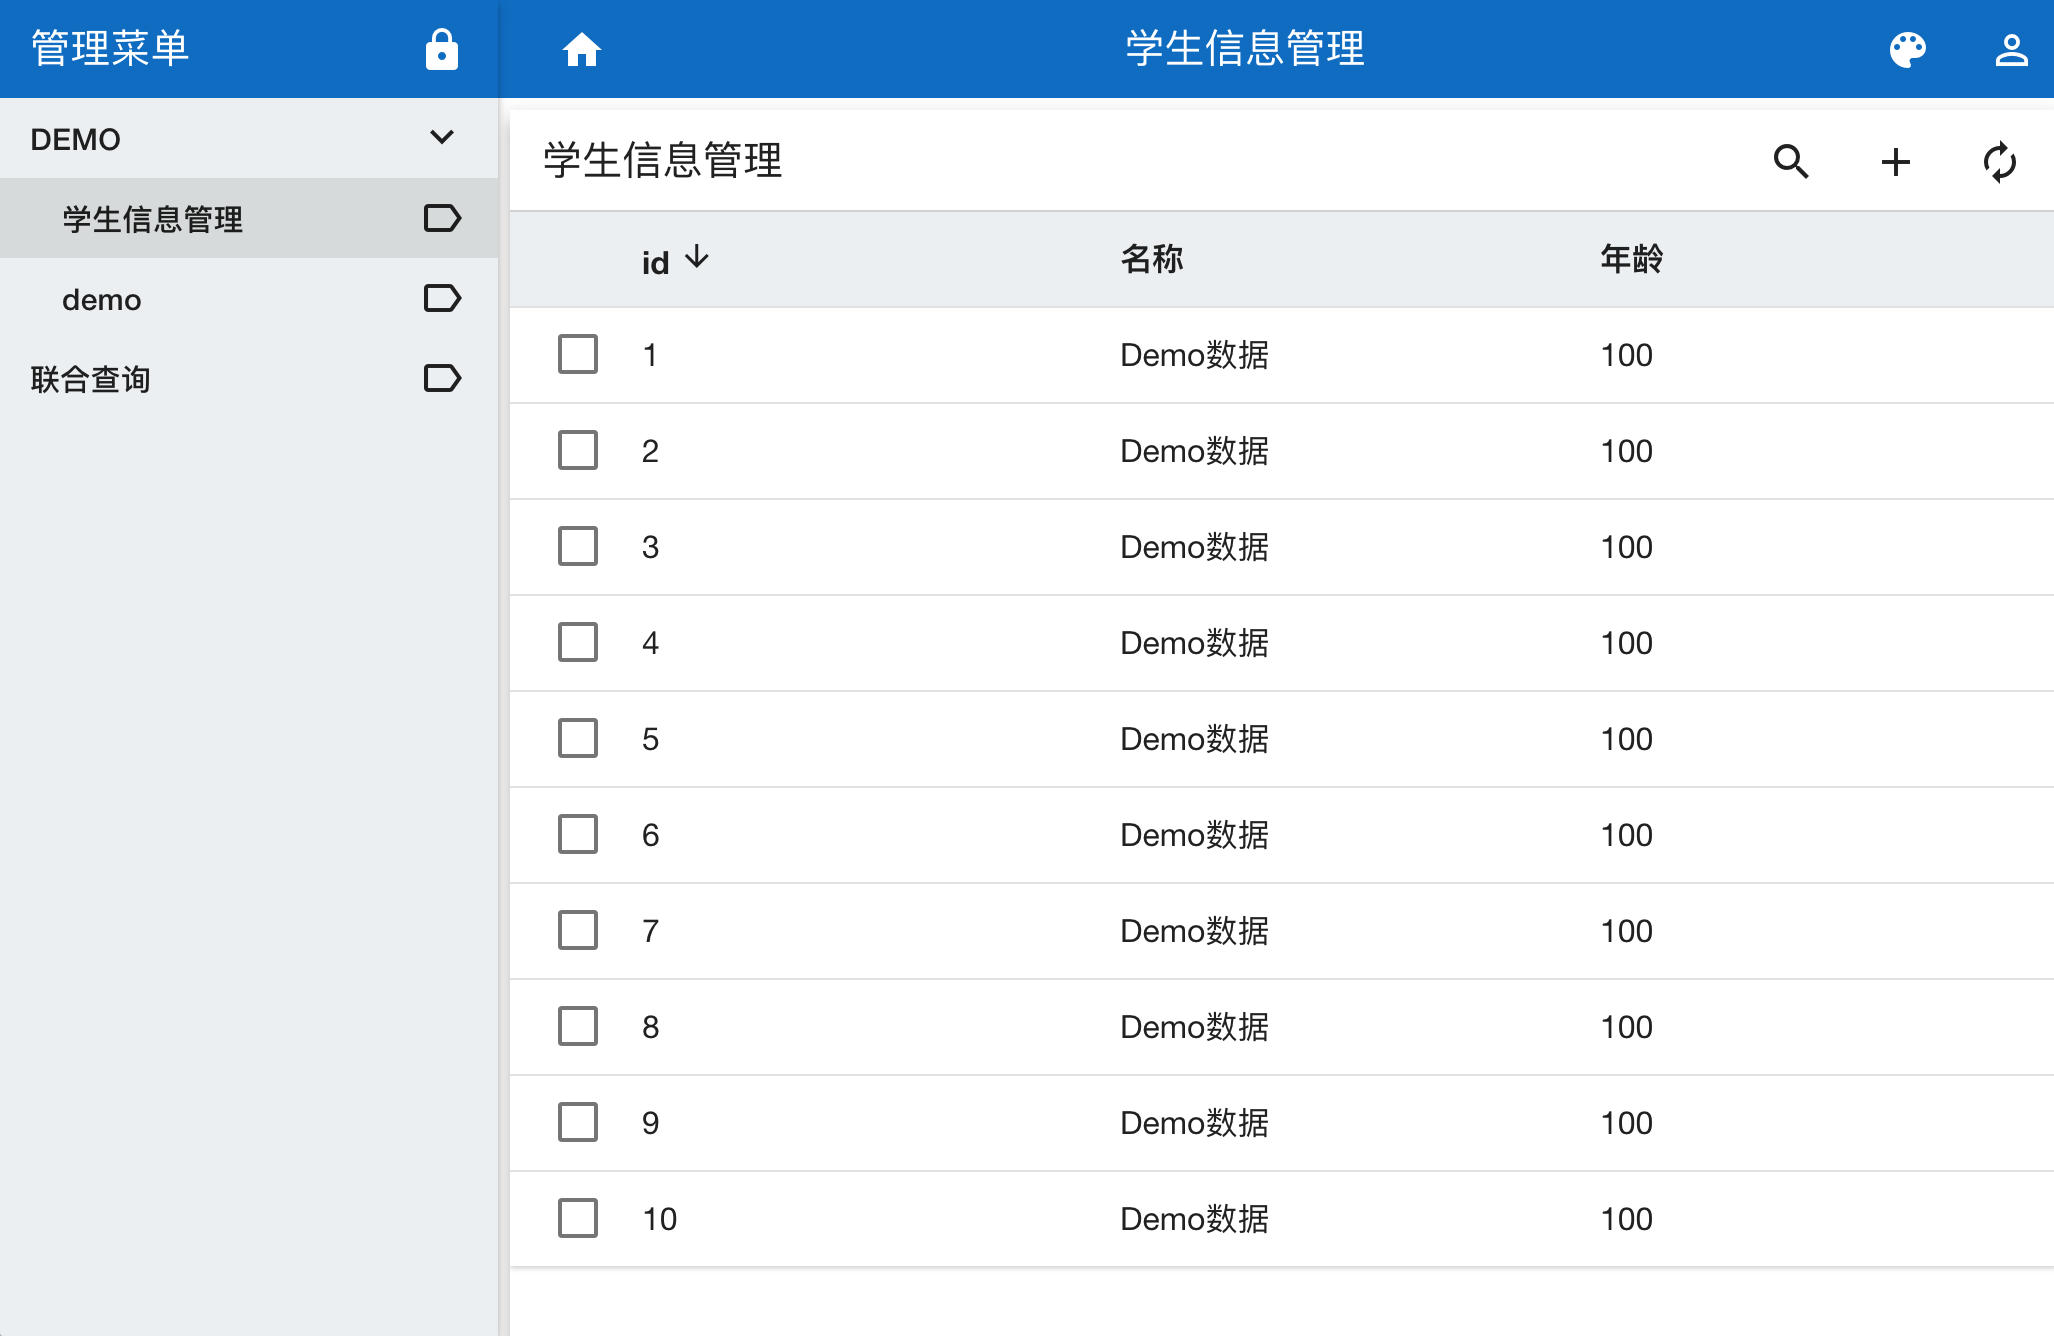 管理菜单
学生信息管理
DEMO
学生信息管理
demo
联合查询
学生信息管理
id 名称 年龄
1 Demo数据 100
2 Demo数据 100
3 Demo数据 100
4 Demo数据 100
5 Demo数据 100
6 Demo数据 100
7 Demo数据 100
8 Demo数据 100
9 Demo数据 100
10 Demo数据 100